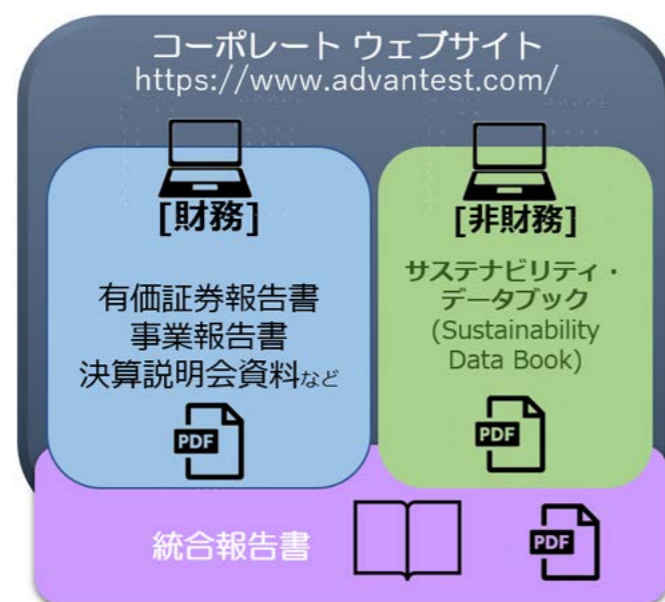 コーポレート ウェブサイト
https://www.advantest.com/
[財務]
有価証券報告書
事業報告書
決算説明会資料など
PDF
[非財務]
サステナビリティ・
データブック
(Sustainability
Data Book)
PDF
統合報告書
PDF